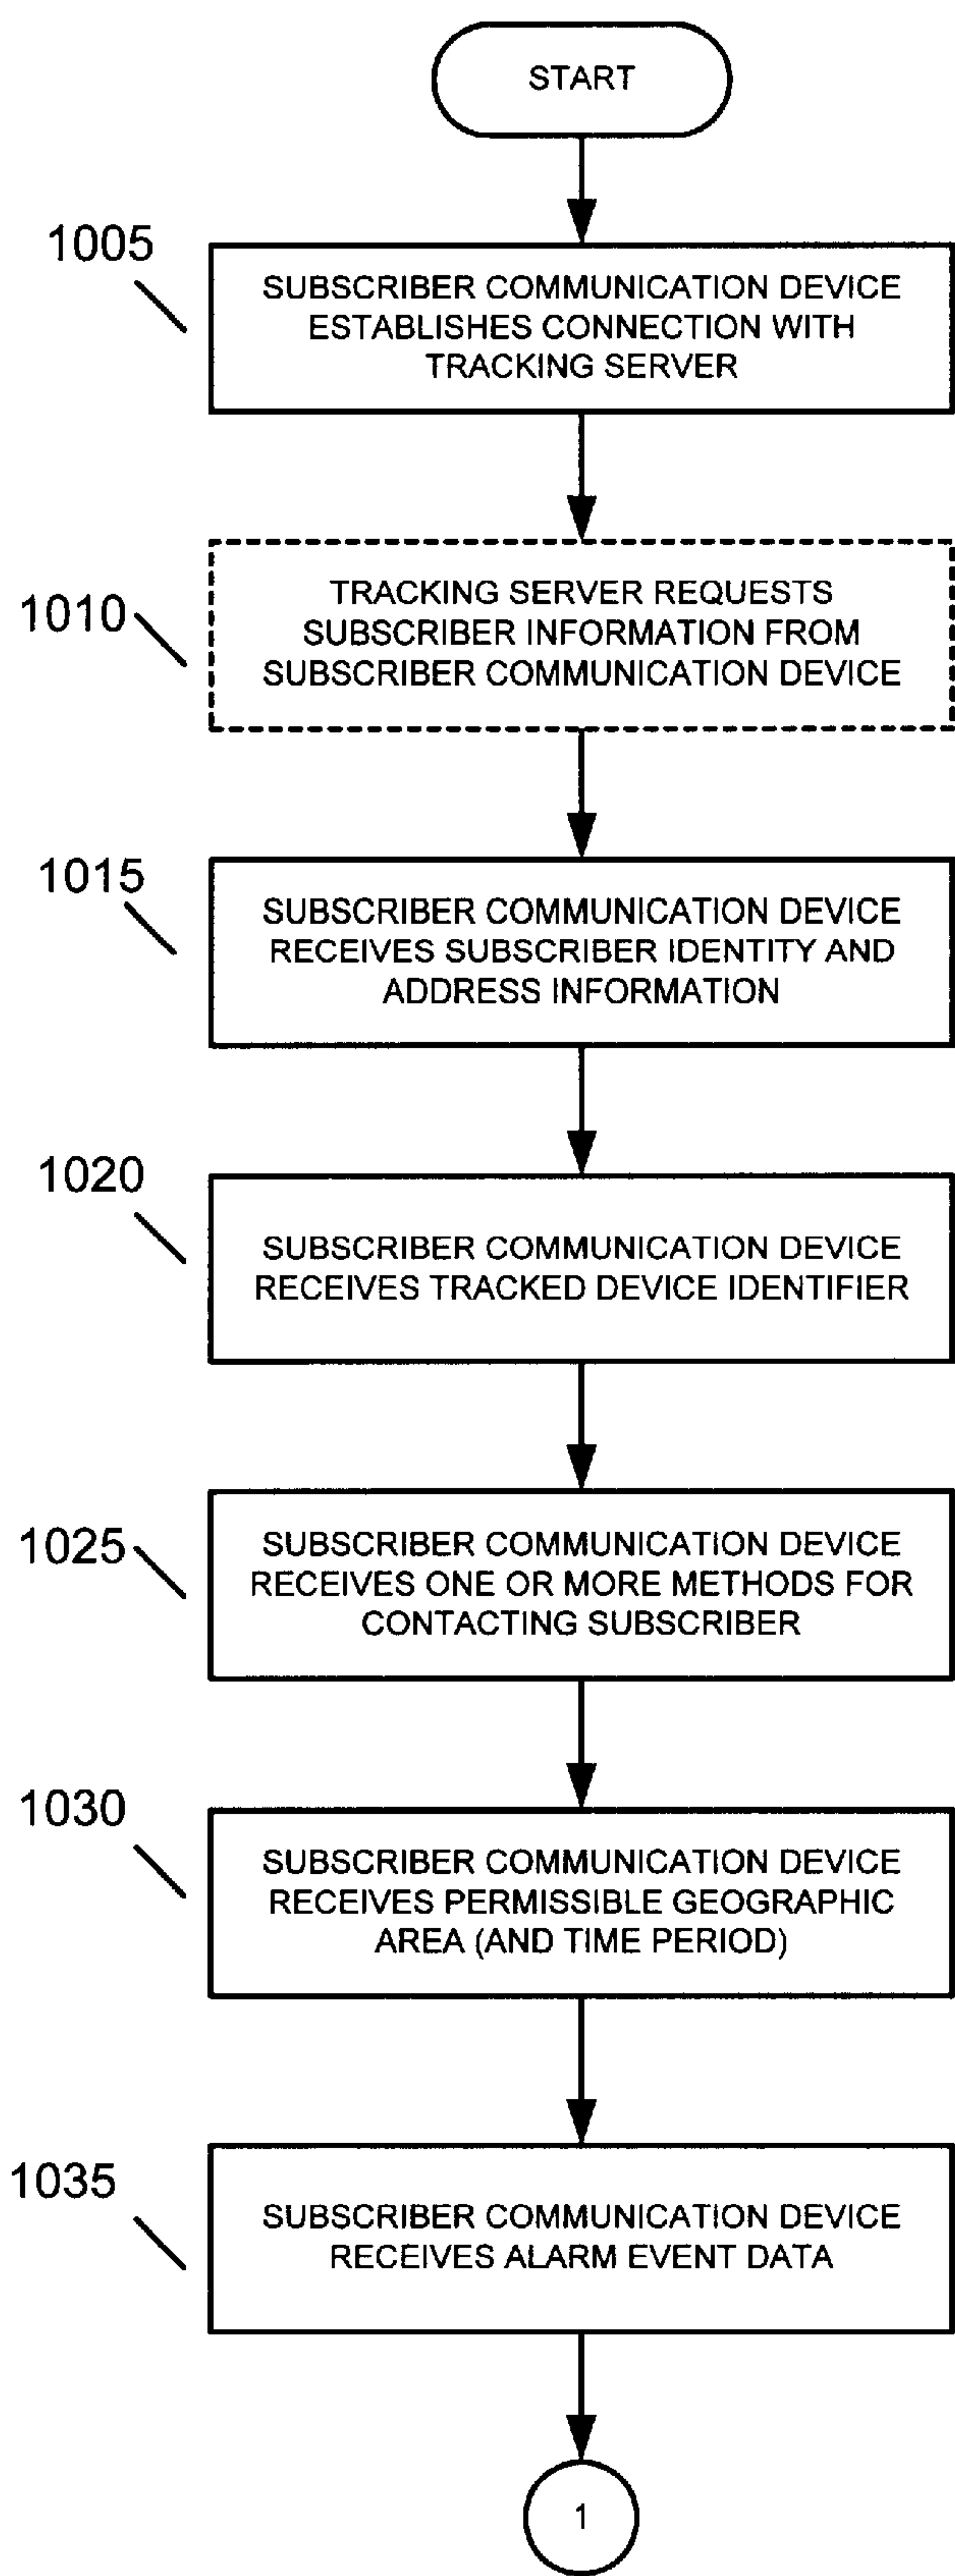 START
1005
SUBSCRIBER COMMUNICATION DEVICE
ESTABLISHES CONNECTION WITH
TRACKING SERVER
1010
TRACKING SERVER REQUESTS
SUBSCRIBER INFORMATION FROM
SUBSCRIBER COMMUNICATION DEVICE
1015
SUBSCRIBER COMMUNICATION DEVICE
RECEIVES SUBSCRIBER IDENTITY AND
ADDRESS INFORMATION
1020
SUBSCRIBER COMMUNICATION DEVICE
RECEIVES TRACKED DEVICE IDENTIFIER
1025
SUBSCRIBER COMMUNICATION DEVICE
RECEIVES ONE OR MORE METHODS FOR
CONTACTING SUBSCRIBER
1030
SUBSCRIBER COMMUNICATION DEVICE
RECEIVES PERMISSIBLE GEOGRAPHIC
AREA (AND TIME PERIOD)
1035
SUBSCRIBER COMMUNICATION DEVICE
RECEIVES ALARM EVENT DATA
1